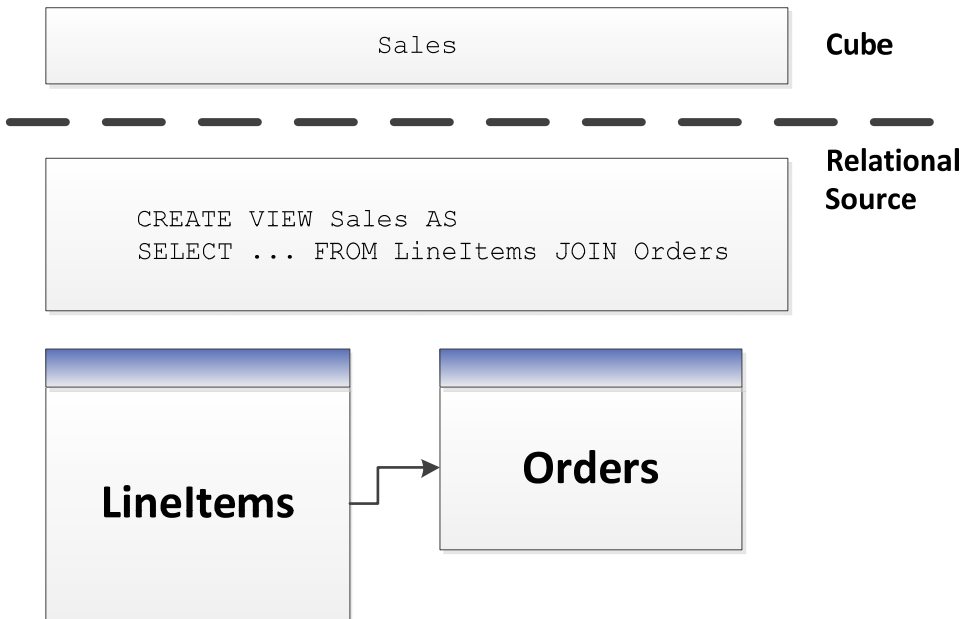 Sales
Cube
Relational
Source
CREATE VIEW Sales AS
SELECT ... FROM LineItems JOIN Orders
LineItems
Orders